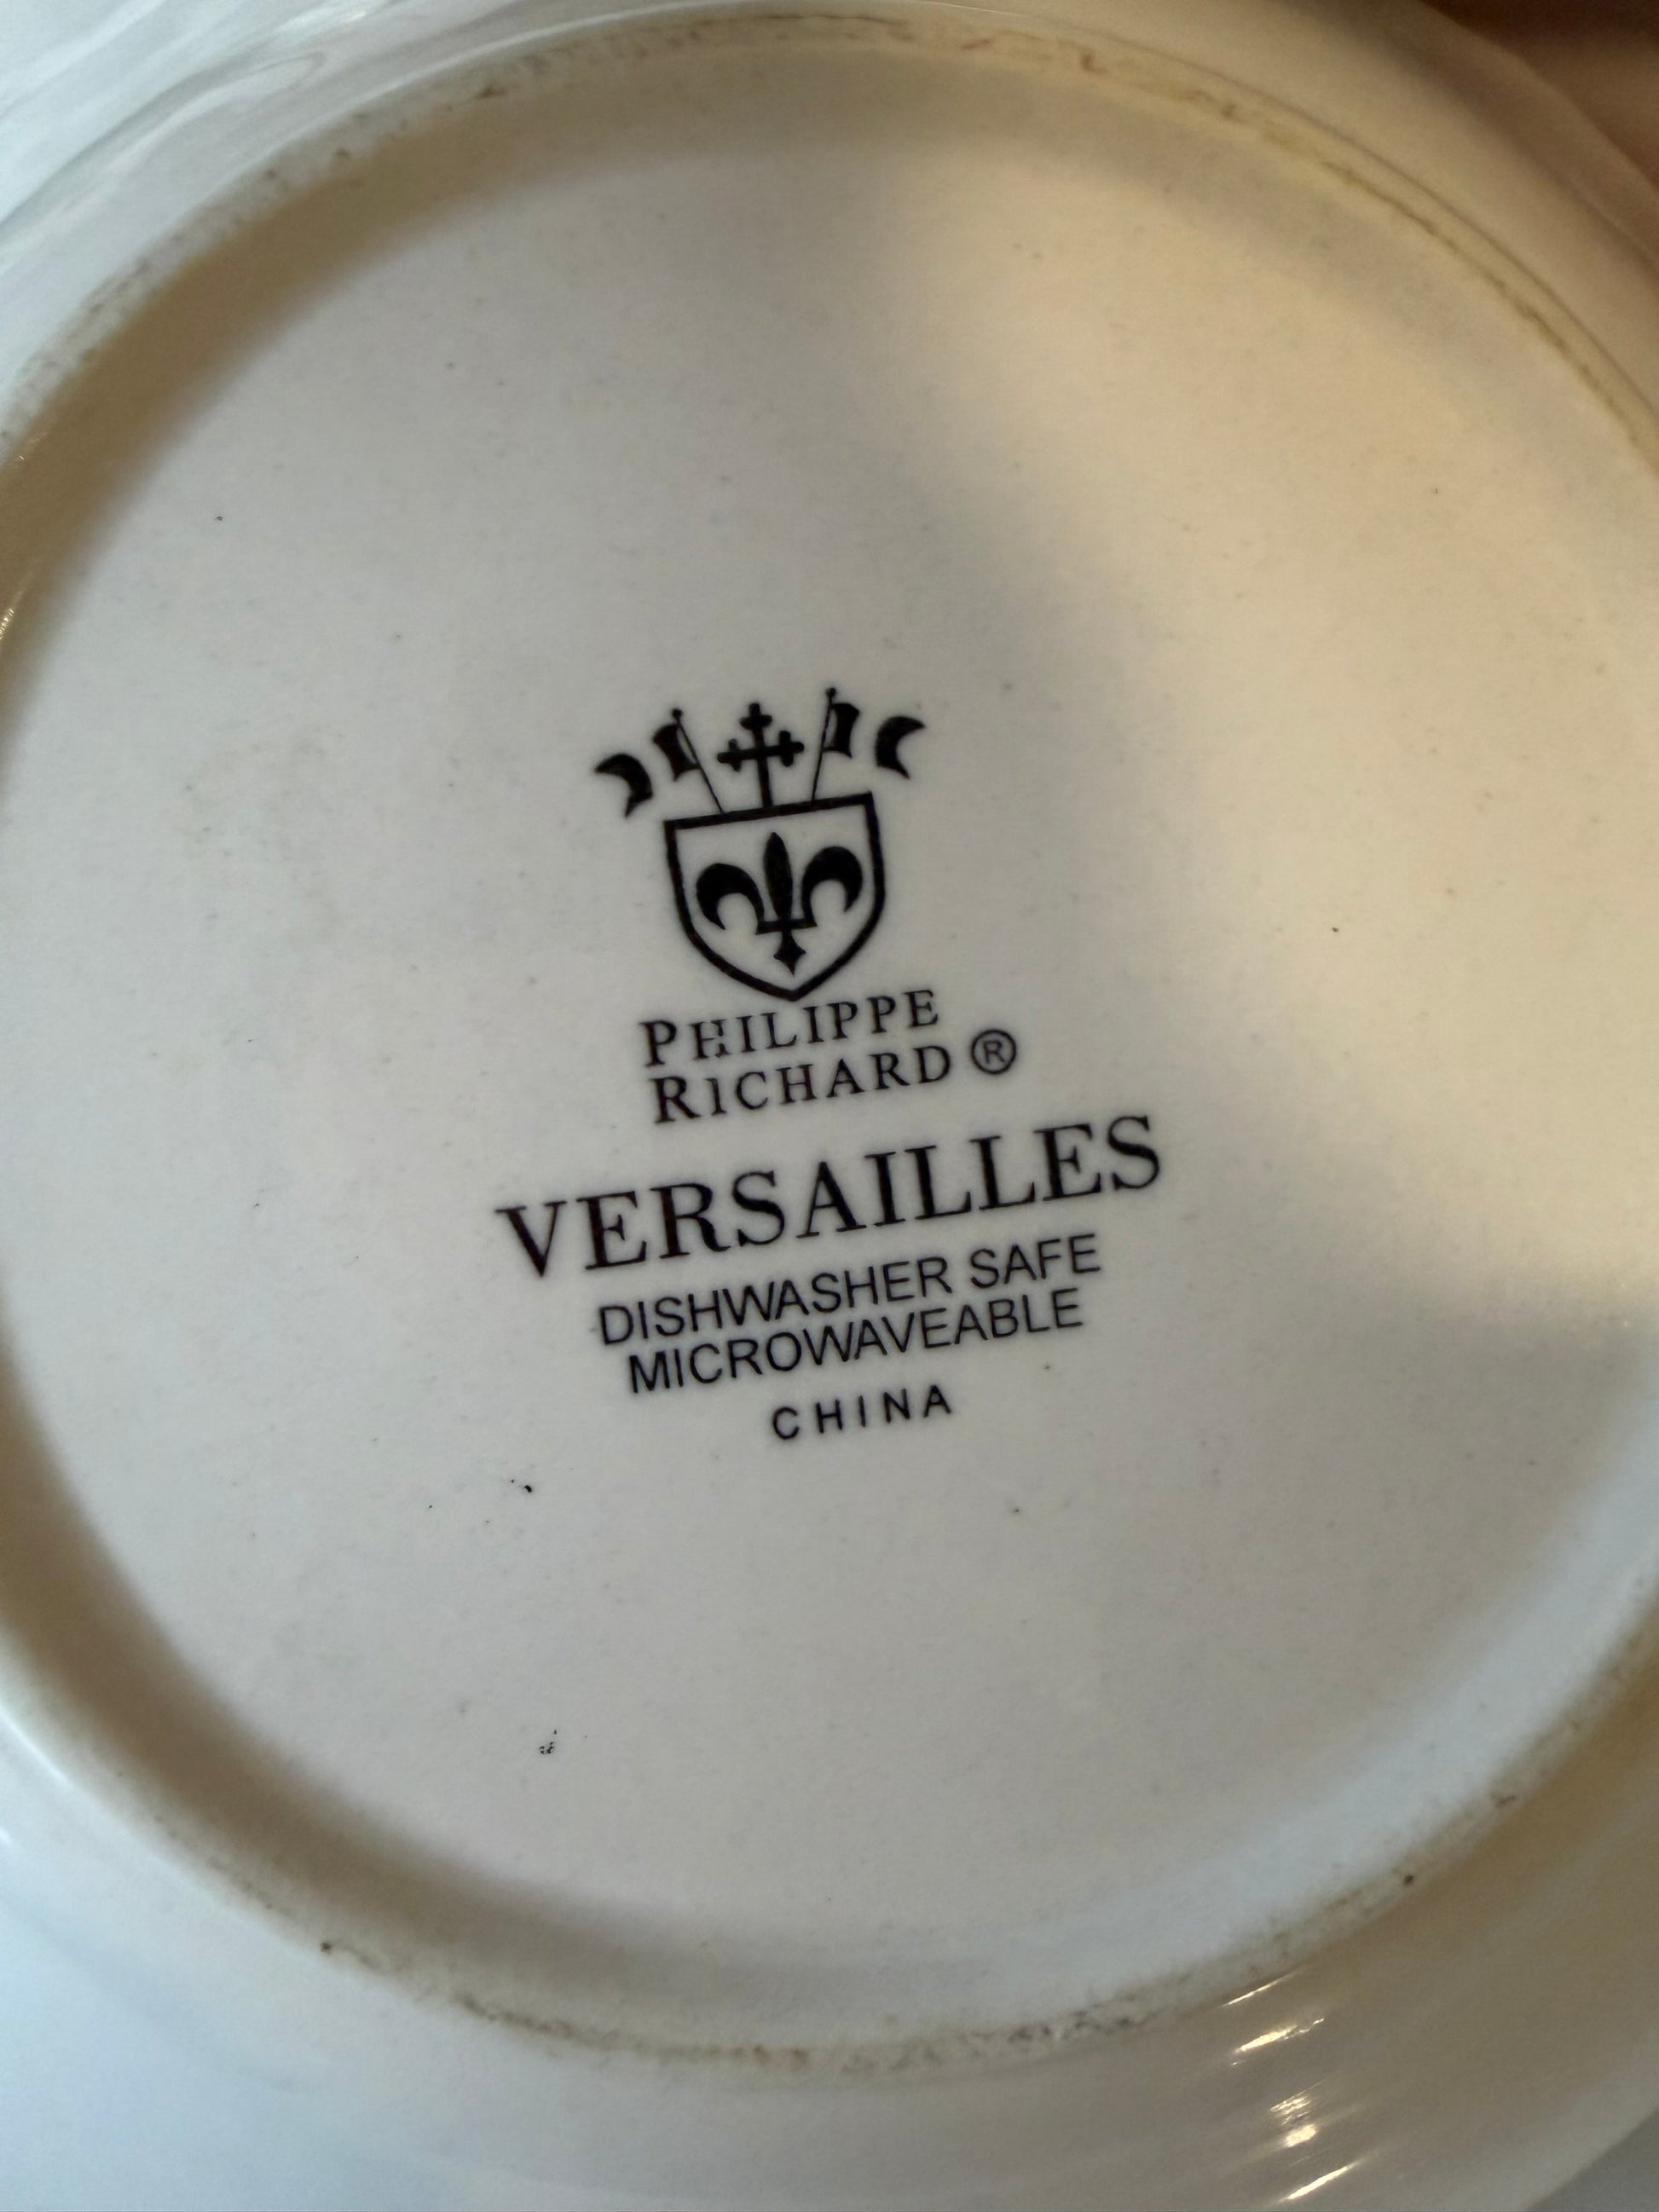 PHILIPPE
RICHARD ®
VERSAILLES
DISHWASHER SAFE
MICROWAVEABLE
CHINA